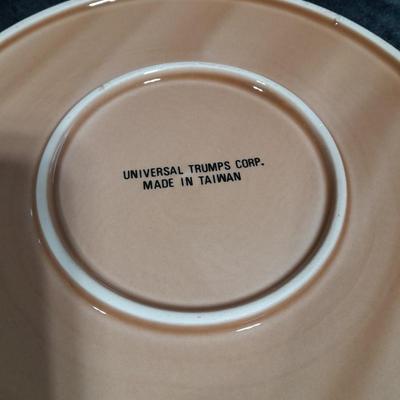 UNIVERSAL TRUMPS CORP.
MADE IN TAIWAN